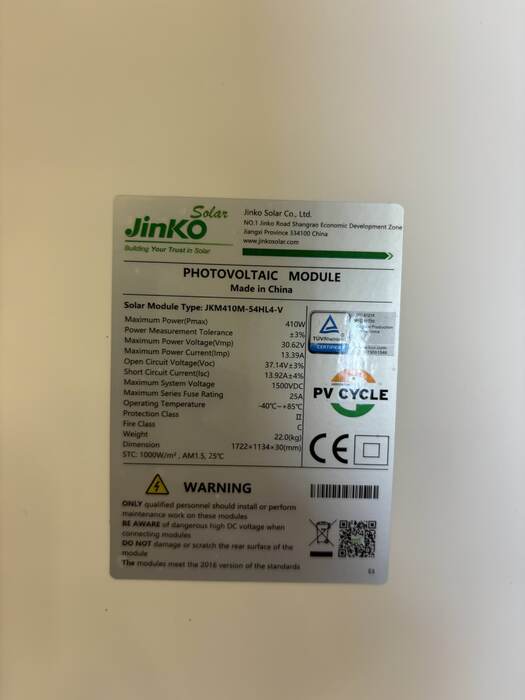 JinKO Solar
Building Your Trust in Solar
Jinko Solar Co., Ltd.
NO.1 Jinko Road Shangrao Economic Development Zone
Jiangxi Province 334100 China
www.jinkosolar.com
PHOTOVOLTAIC MODULE
Made in China
Solar Module Type: JKM410M-54HL4-V
Maximum Power(Pmax) 410W
Power Measurement Tolerance ±3%
Maximum Power Voltage(Vmp) 30.62V
Maximum Power Current(Imp) 13.39A
Open Circuit Voltage(Voc) 37.14V±3%
Short Circuit Current(Isc) 13.92A±4%
Maximum System Voltage 1500VDC
Maximum Series Fuse Rating 25A
Operating Temperature -40℃~+85℃
Protection Class II
Fire Class C
Weight 22.0(kg)
Dimension 1722×1134×30(mm)
STC: 1000W/m², AM1.5, 25℃
TÜVRheinland
CERTIFIED
PV CYCLE
CE
WARNING
ONLY qualified personnel should install or perform
maintenance work on these modules
BE AWARE of dangerous high DC voltage when
connecting modules
DO NOT damage or scratch the rear surface of the
module
The modules meet the 2016 version of the standards